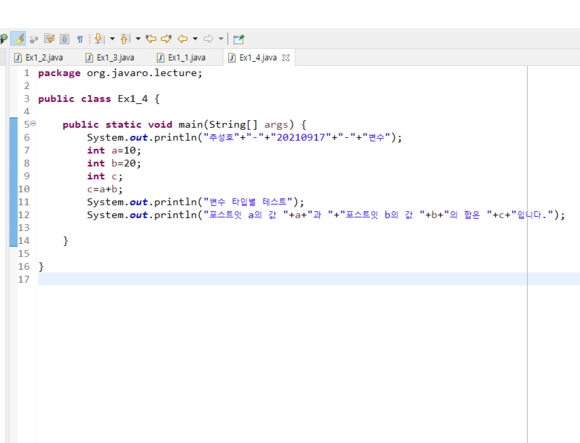 Ex1_2.java Ex1_3.java Ex1_1.java Ex1_4.java
1 package org.javaro.lecture;
2
3 public class Ex1_4 {
4
5 public static void main(String[] args) {
6 System.out.println("추성호"+"-"+"20210917"+"-"+"변수");
7 int a=10;
8 int b=20;
9 int c;
10 c=a+b;
11 System.out.println("변수 타입별 테스트");
12 System.out.println("포스트잇 a의 값 "+a+"과 "+"포스트잇 b의 값 "+b+"의 합은 "+c+"입니다.");
13
14 }
15
16 }
17